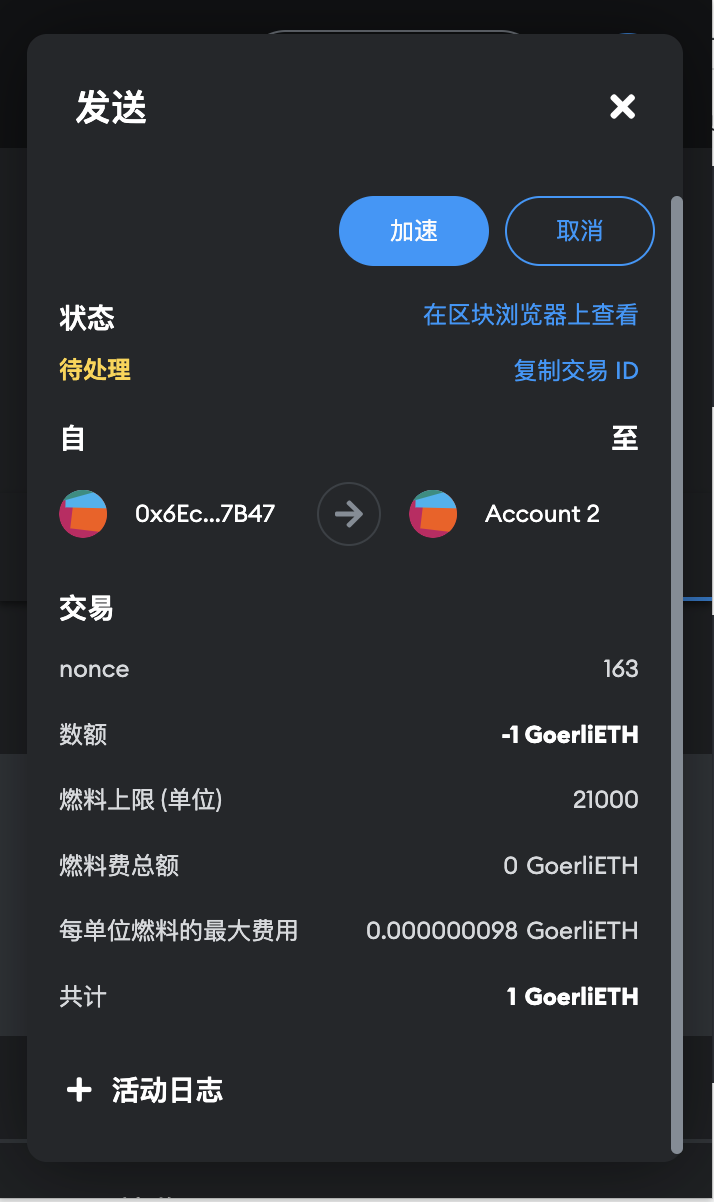 发送
加速 取消
状态 在区块浏览器上查看
待处理 复制交易 ID
自 至
0x6Ec...7B47 Account 2
交易
nonce 163
数额 -1 GoerliETH
燃料上限 (单位) 21000
燃料费总额 0 GoerliETH
每单位燃料的最大费用 0.000000098 GoerliETH
共计 1 GoerliETH
活动日志